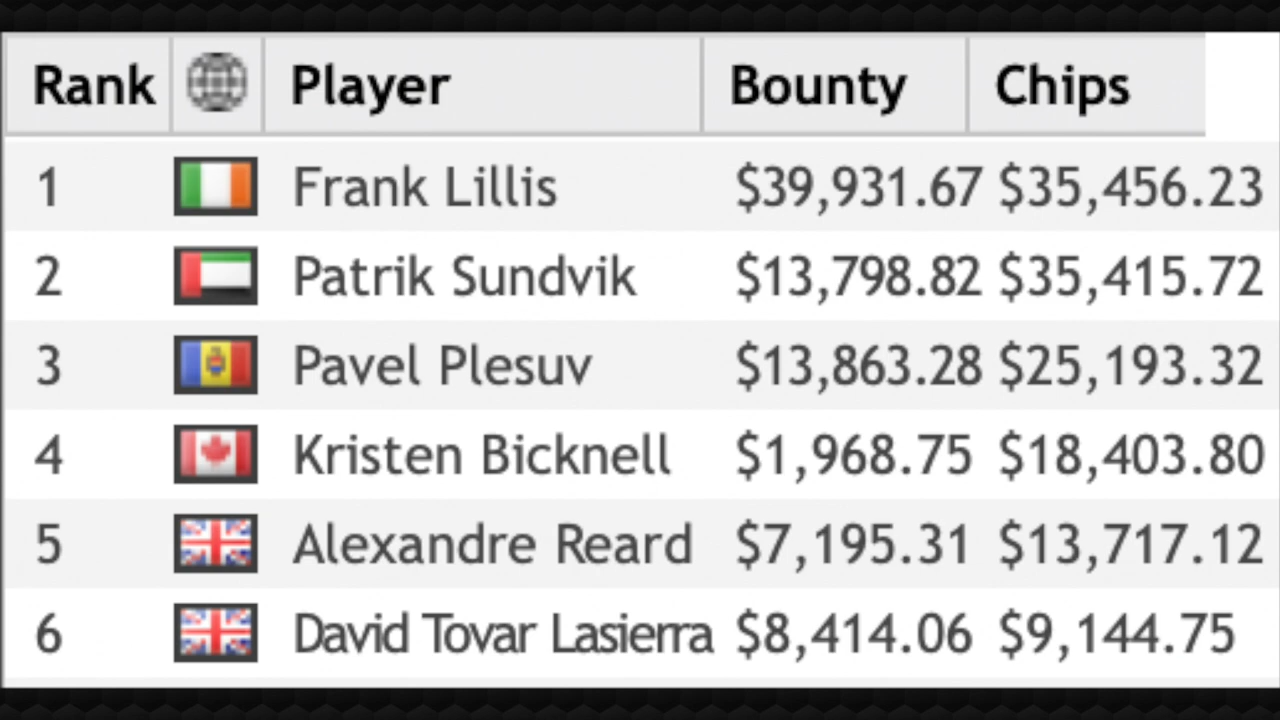 Rank Player Bounty Chips
1 Frank Lillis $39,931.67 $35,456.23
2 Patrik Sundvik $13,798.82 $35,415.72
3 Pavel Plesuv $13,863.28 $25,193.32
4 Kristen Bicknell $1,968.75 $18,403.80
5 Alexandre Reard $7,195.31 $13,717.12
6 David Tovar Lasierra $8,414.06 $9,144.75